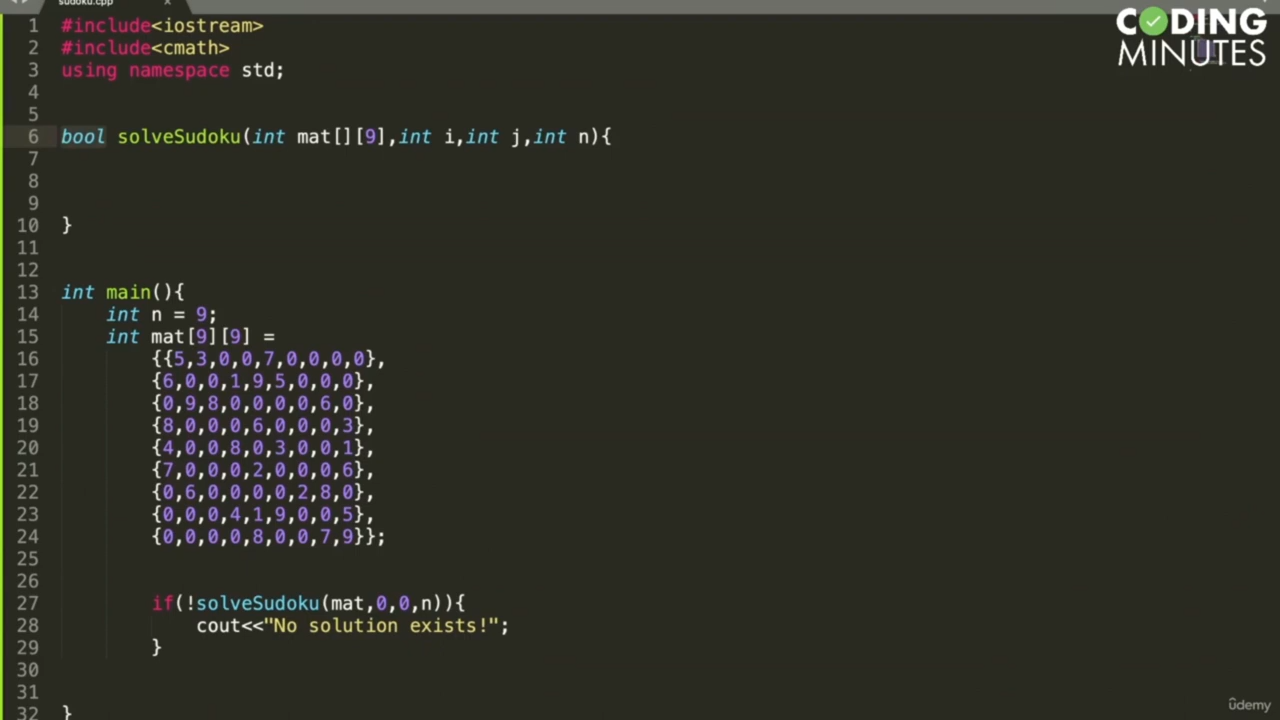 sudoku.cpp x
CODING
MINUTES
1 #include<iostream>
2 #include<cmath>
3 using namespace std;
4
5
6 bool solveSudoku(int mat[][9],int i,int j,int n){
7
8
9
10 }
11
12
13 int main(){
14 int n = 9;
15 int mat[9][9] =
16 {{5,3,0,0,7,0,0,0,0},
17 {6,0,0,1,9,5,0,0,0},
18 {0,9,8,0,0,0,0,6,0},
19 {8,0,0,0,6,0,0,0,3},
20 {4,0,0,8,0,3,0,0,1},
21 {7,0,0,0,2,0,0,0,6},
22 {0,6,0,0,0,0,2,8,0},
23 {0,0,0,4,1,9,0,0,5},
24 {0,0,0,0,8,0,0,7,9}};
25
26
27 if(!solveSudoku(mat,0,0,n)){
28 cout<<"No solution exists!";
29 }
30
31
32 }
ûdemy